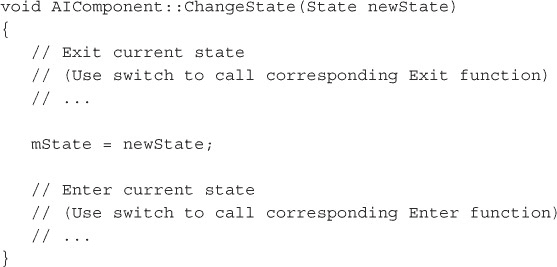 void AIComponent::ChangeState(State newState)
{
   // Exit current state
   // (Use switch to call corresponding Exit function)
   // ...

   mState = newState;

   // Enter current state
   // (Use switch to call corresponding Enter function)
   // ...
}